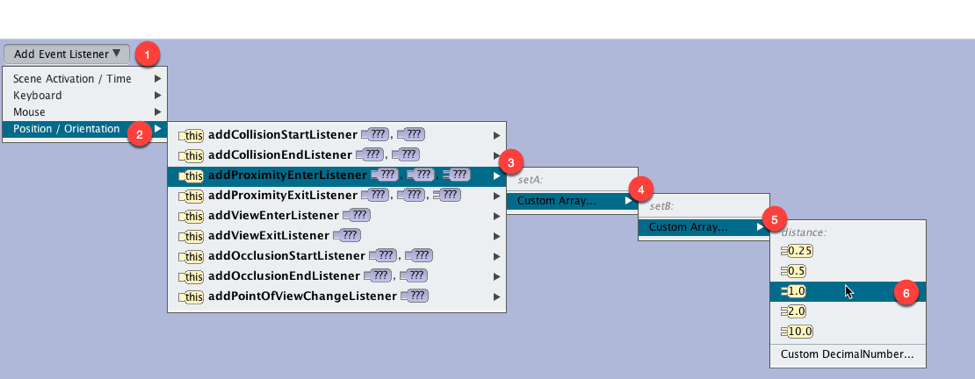 Add Event Listener ▼ 1
Scene Activation / Time
Keyboard
Mouse
Position / Orientation 2
this addCollisionStartListener ???, ???
this addCollisionEndListener ???, ???
this addProximityEnterListener ???, ???, ??? 3
this addProximityExitListener ???, ???, ???
this addViewEnterListener ???
this addViewExitListener ???
this addOcclusionStartListener ???, ???
this addOcclusionEndListener ???, ???
this addPointOfViewChangeListener ???
setA:
Custom Array... 4
setB:
Custom Array... 5
distance:
0.25
0.5
1.0 6
2.0
10.0
Custom DecimalNumber...